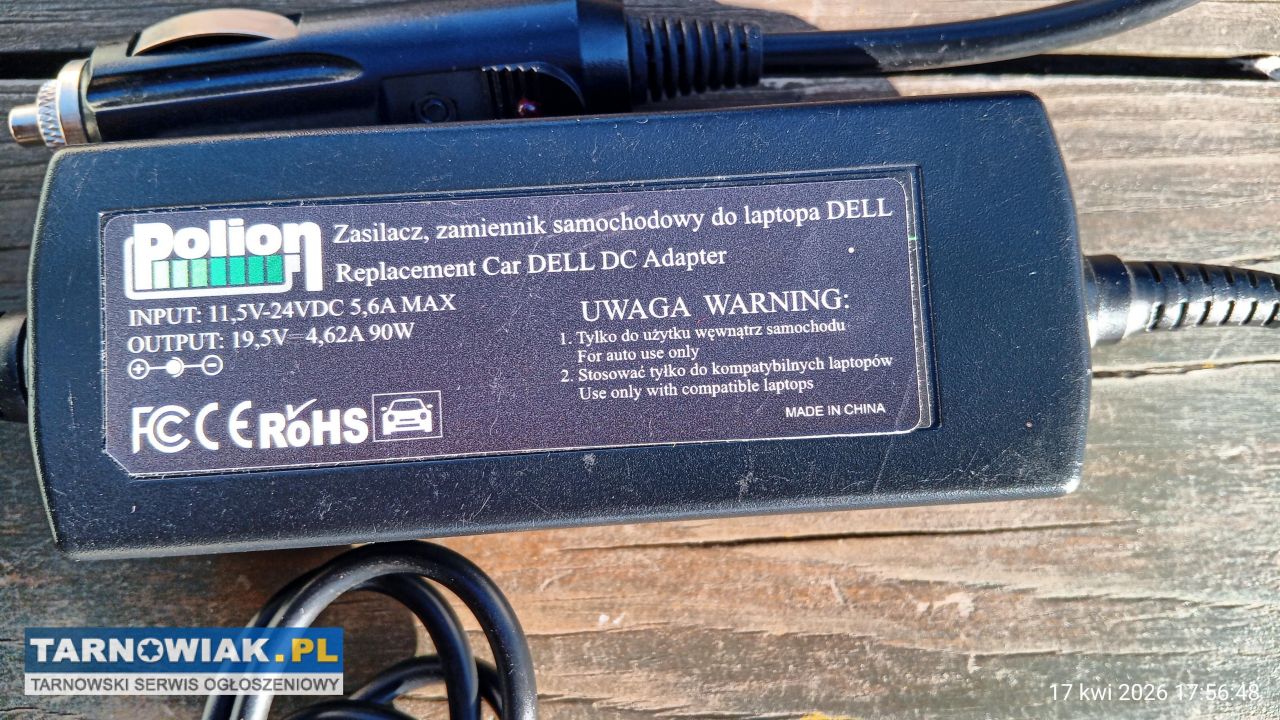 Polion
Zasilacz, zamiennik samochodowy do laptopa DELL
Replacement Car DELL DC Adapter
INPUT: 11,5V-24VDC 5,6A MAX
OUTPUT: 19,5V 4,62A 90W
UWAGA WARNING:
1. Tylko do użytku węwnątrz samochodu
For auto use only
2. Stosować tyłko do kompatybilnych laptopów
Use only with compatible laptops
MADE IN CHINA
FC CE RoHS
TARNOWIAK.PL
TARNOWSKI SERWIS OGŁOSZENIOWY
17 kwi 2026 17:56:48